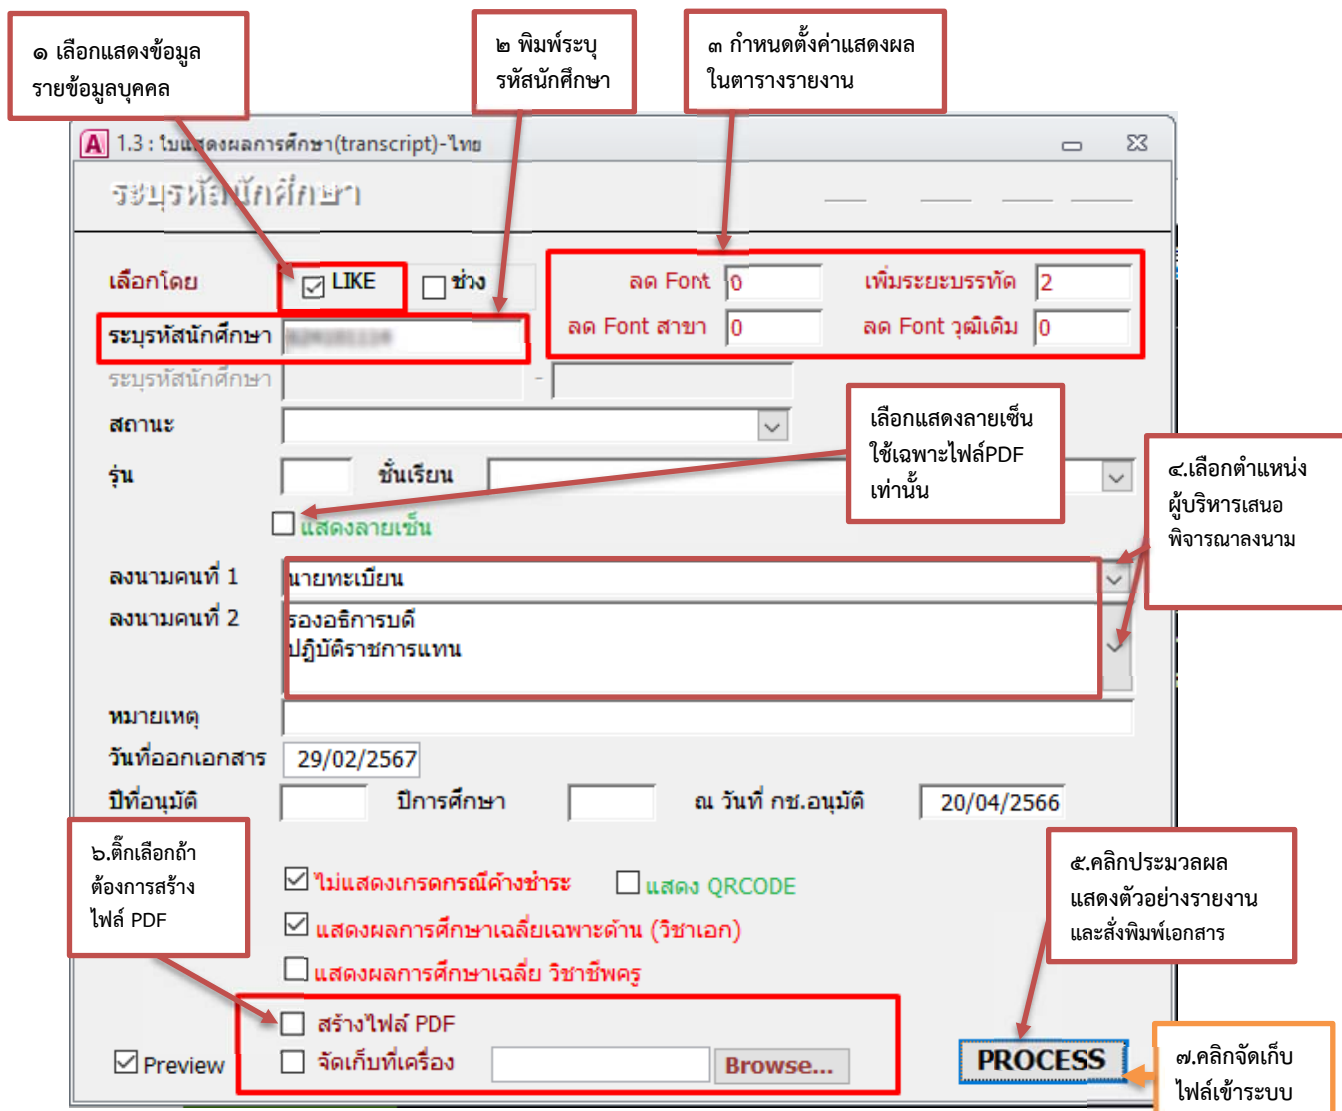 ๑ เลือกแสดงข้อมูล
รายข้อมูลบุคคล
๒ พิมพ์ระบุ
รหัสนักศึกษา
๓ กำหนดตั้งค่าแสดงผล
ในตารางรายงาน
1.3 : ใบแสดงผลการศึกษา(transcript)-ไทย
ระบุรหัสนักศึกษา
เลือกโดย LIKE ช่วง
ลด Font 0 เพิ่มระยะบรรทัด 2
ระบุรหัสนักศึกษา
ลด Font สาขา 0 ลด Font วุฒิเดิม 0
ระบุรหัสนักศึกษา -
สถานะ
เลือกแสดงลายเซ็น
ใช้เฉพาะไฟล์PDF
เท่านั้น
รุ่น ชั้นเรียน
๔.เลือกตำแหน่ง
ผู้บริหารเสนอ
พิจารณาลงนาม
แสดงลายเซ็น
ลงนามคนที่ 1 นายทะเบียน
ลงนามคนที่ 2 รองอธิการบดี
ปฏิบัติราชการแทน
หมายเหตุ
วันที่ออกเอกสาร 29/02/2567
ปีที่อนุมัติ ปีการศึกษา ณ วันที่ กช.อนุมัติ 20/04/2566
๖.ติ๊กเลือกถ้า
ต้องการสร้าง
ไฟล์ PDF
๕.คลิกประมวลผล
แสดงตัวอย่างรายงาน
และสั่งพิมพ์เอกสาร
ไม่แสดงเกรดกรณีค้างชำระ แสดง QRCODE
แสดงผลการศึกษาเฉลี่ยเฉพาะด้าน (วิชาเอก)
แสดงผลการศึกษาเฉลี่ย วิชาชีพครู
สร้างไฟล์ PDF
Preview จัดเก็บที่เครื่อง Browse... PROCESS
๗.คลิกจัดเก็บ
ไฟล์เข้าระบบ